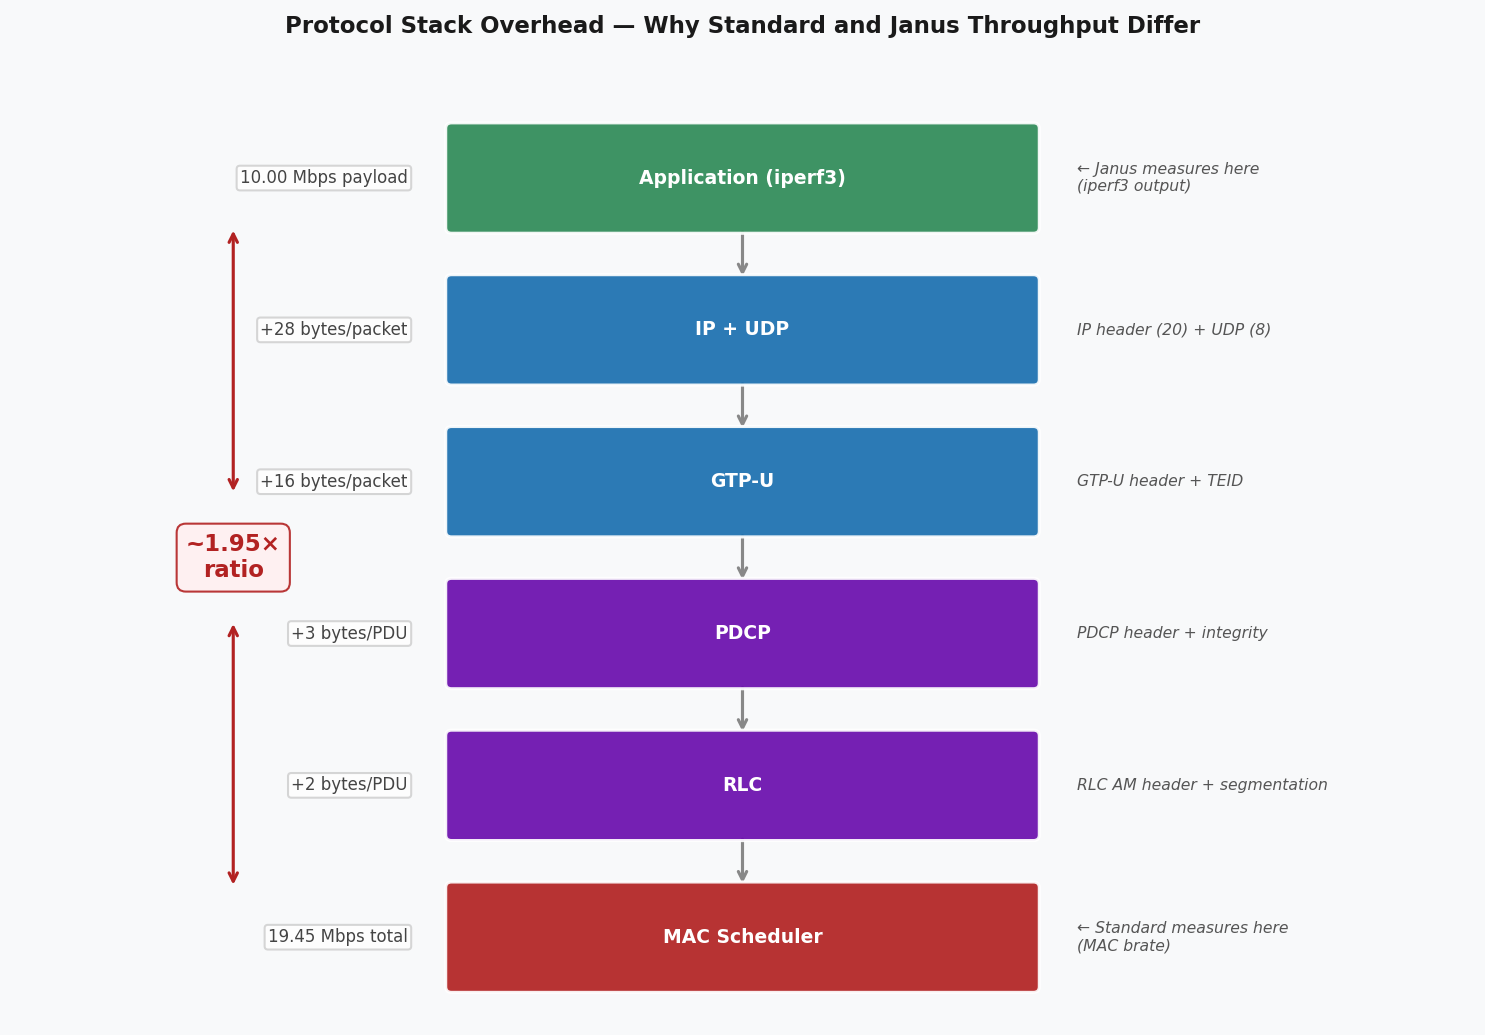 Protocol Stack Overhead — Why Standard and Janus Throughput Differ
10.00 Mbps payload
Application (iperf3)
← Janus measures here
(iperf3 output)
+28 bytes/packet
IP + UDP
IP header (20) + UDP (8)
+16 bytes/packet
GTP-U
GTP-U header + TEID
~1.95×
ratio
+3 bytes/PDU
PDCP
PDCP header + integrity
+2 bytes/PDU
RLC
RLC AM header + segmentation
19.45 Mbps total
MAC Scheduler
← Standard measures here
(MAC brate)